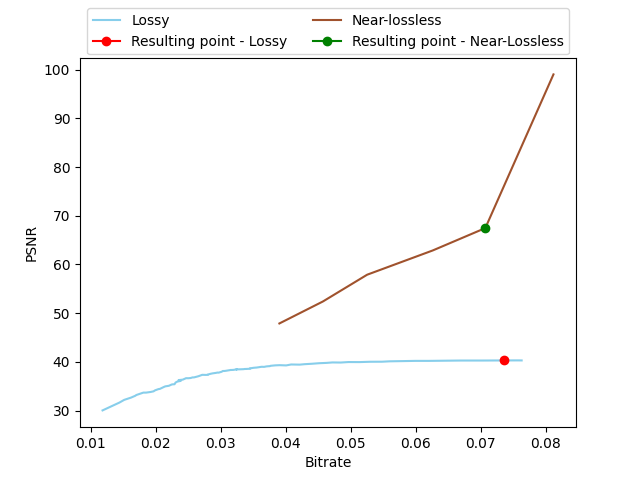 Lossy
Resulting point - Lossy
Near-lossless
Resulting point - Near-Lossless
100
90
80
70
60
50
40
30
PSNR
0.01 0.02 0.03 0.04 0.05 0.06 0.07 0.08
Bitrate